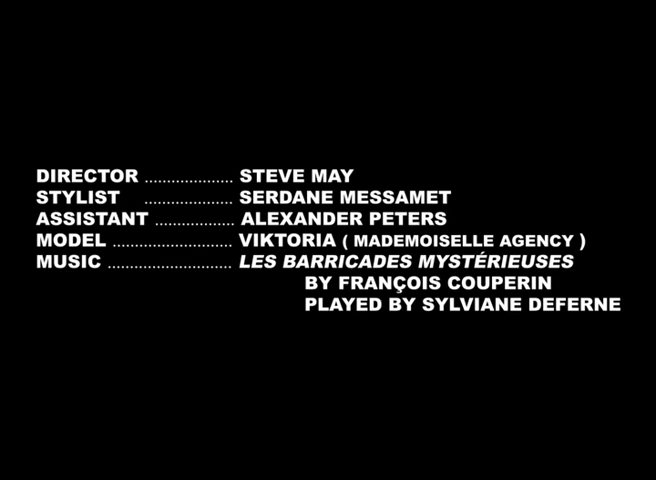 DIRECTOR .................... STEVE MAY
STYLIST .................... SERDANE MESSAMET
ASSISTANT .................. ALEXANDER PETERS
MODEL ........................... VIKTORIA ( MADEMOISELLE AGENCY )
MUSIC ............................ LES BARRICADES MYSTÉRIEUSES
BY FRANÇOIS COUPERIN
PLAYED BY SYLVIANE DEFERNE